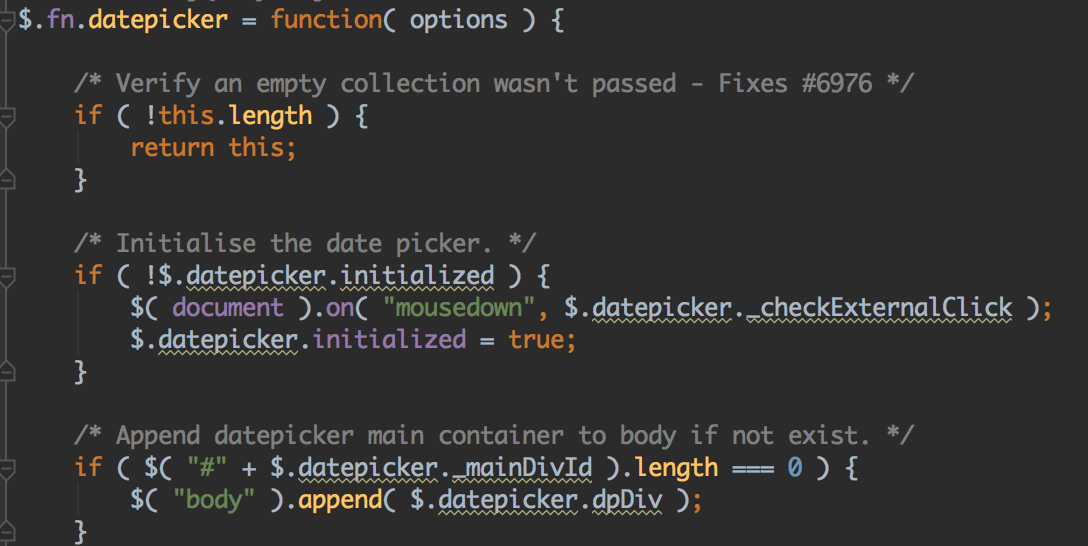 $.fn.datepicker = function( options ) {
/* Verify an empty collection wasn't passed - Fixes #6976 */
if ( !this.length ) {
return this;
}
/* Initialise the date picker. */
if ( !$.datepicker.initialized ) {
$( document ).on( "mousedown", $.datepicker._checkExternalClick );
$.datepicker.initialized = true;
}
/* Append datepicker main container to body if not exist. */
if ( $( "#" + $.datepicker._mainDivId ).length === 0 ) {
$( "body" ).append( $.datepicker.dpDiv );
}